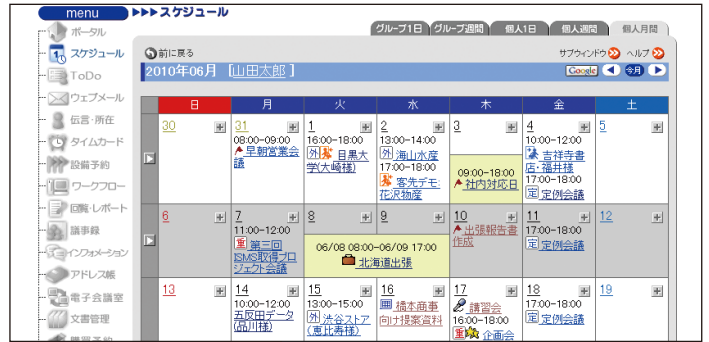 menu
▶▶▶スケジュール
グループ1日 グループ週間 個人1日 個人週間 個人月間
ポータル
スケジュール
ToDo
ウェブメール
伝言・所在
タイムカード
設備予約
ワークフロー
回覧・レポート
議事録
インフォメーション
アドレス帳
電子会議室
文書管理
購買予約
前に戻る
サブウィンドウ ヘルプ
2010年06月 [山田太郎]
Google 今月
日 月 火 水 木 金 土
30
31
08:00-09:00
早朝営業会
議
1
16:00-18:00
外 目黒大
学(大崎様)
2
13:00-14:00
外 海山水産
17:00-18:00
客先デモ:
花沢物産
3
09:00-18:00
社内対応日
4
10:00-12:00
吉祥寺書
店・福井様
17:00-18:00
定 定例会議
5
6
7
11:00-12:00
重 第三回
ISMS取得プロ
ジェクト会議
8
9
06/08 08:00-06/09 17:00
北海道出張
10
出張報告書
作成
11
17:00-18:00
定 定例会議
12
13
14
10:00-12:00
五反田データ
(品川様)
15
13:00-15:00
外 渋谷ストア
(恵比寿様)
16
橋本商事
向け提案資料
17
講習会
16:00-18:00
重 企画会
18
17:00-18:00
定 定例会議
19